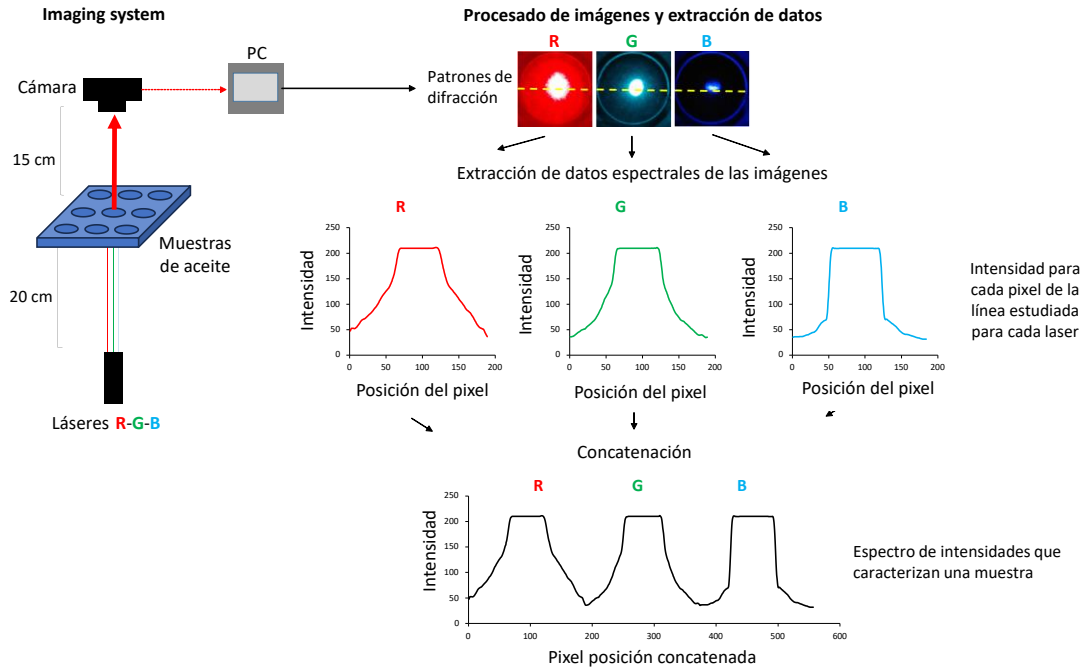 Imaging system
Cámara
PC
15 cm
Muestras
de aceite
20 cm
Láseres R-G-B
Procesado de imágenes y extracción de datos
R G B
Patrones de
difracción
Extracción de datos espectrales de las imágenes
R
Intensidad
250
200
150
100
50
0
0 50 100 150 200
Posición del pixel
G
Intensidad
250
200
150
100
50
0
0 50 100 150 200
Posición del pixel
B
Intensidad
250
200
150
100
50
0
0 50 100 150 200
Posición del pixel
Intensidad para
cada pixel de la
línea estudiada
para cada laser
Concatenación
R G B
Intensidad
250
200
150
100
50
0
0 100 200 300 400 500 600
Pixel posición concatenada
Espectro de intensidades que
caracterizan una muestra